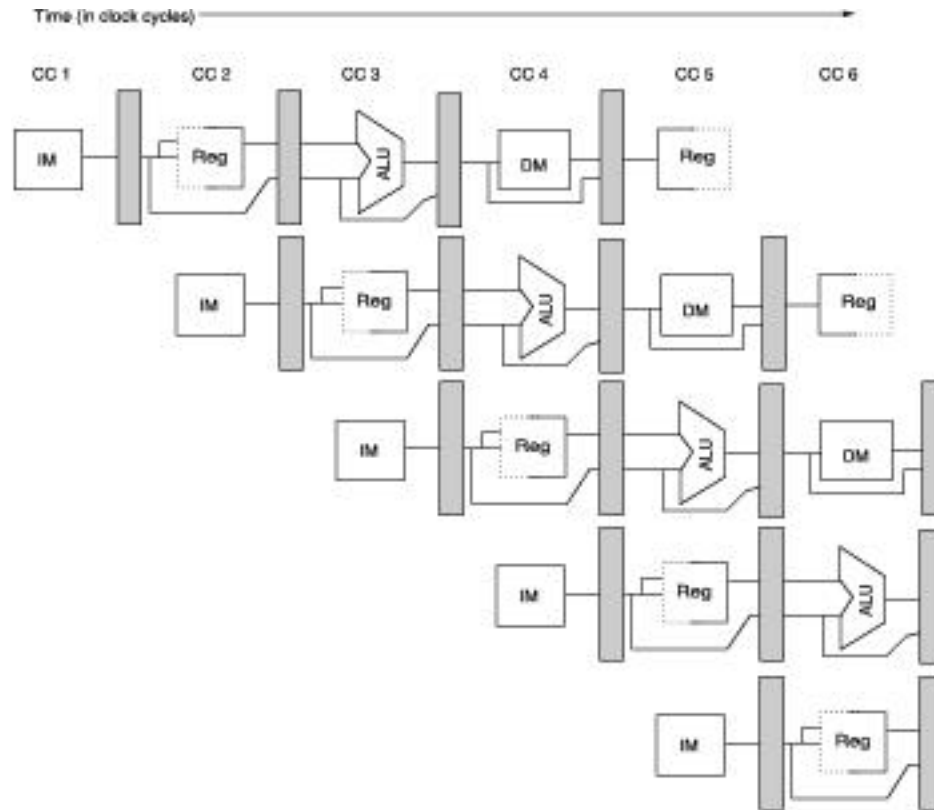 Time (in clock cycles)
CC 1 CC 2 CC 3 CC 4 CC 5 CC 6
IM Reg ALU DM Reg
IM Reg ALU DM Reg
IM Reg ALU DM
IM Reg ALU
IM Reg